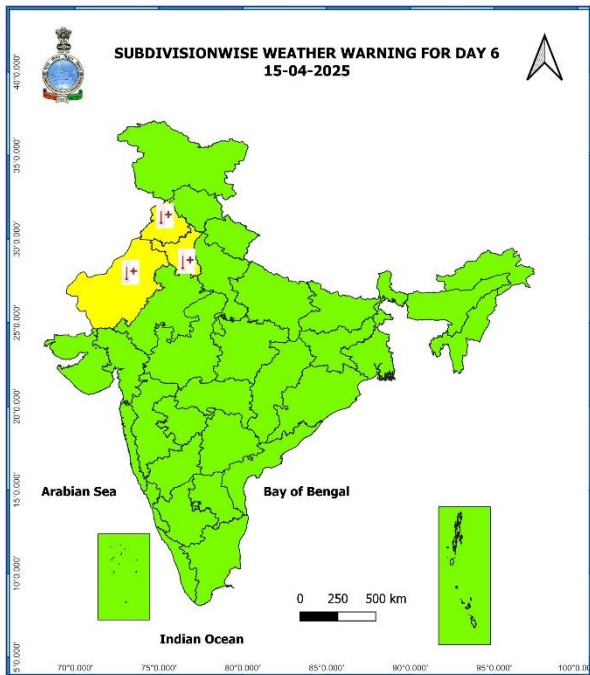 SUBDIVISIONWISE WEATHER WARNING FOR DAY 6
15-04-2025
40°0.000'
35°0.000'
30°0.000'
25°0.000'
20°0.000'
15°0.000'
10°0.000'
5°0.000'
Arabian Sea
Bay of Bengal
0 250 500 km
Indian Ocean
70°0.000' 75°0.000' 80°0.000' 85°0.000' 90°0.000' 95°0.000' 100°0.000'